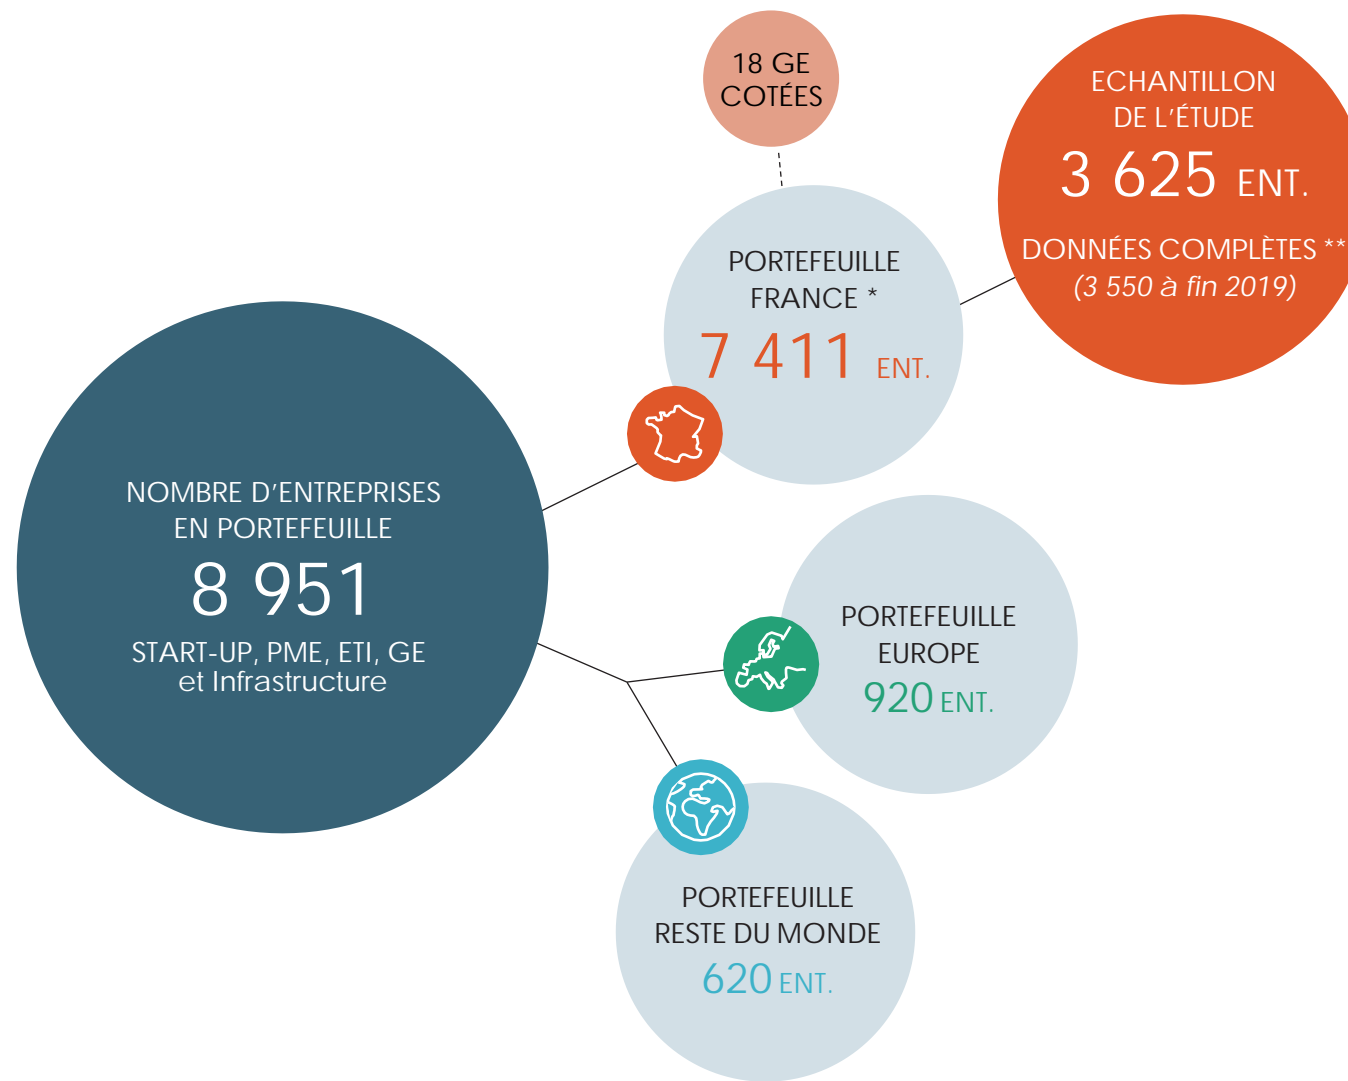 18 GE
COTÉES
ECHANTILLON
DE L’ÉTUDE
3 625 ENT.
DONNÉES COMPLÈTES **
(3 550 à fin 2019)
PORTEFEUILLE
FRANCE *
7 411 ENT.
NOMBRE D’ENTREPRISES
EN PORTEFEUILLE
8 951
START-UP, PME, ETI, GE
et Infrastructure
PORTEFEUILLE
EUROPE
920 ENT.
PORTEFEUILLE
RESTE DU MONDE
620 ENT.